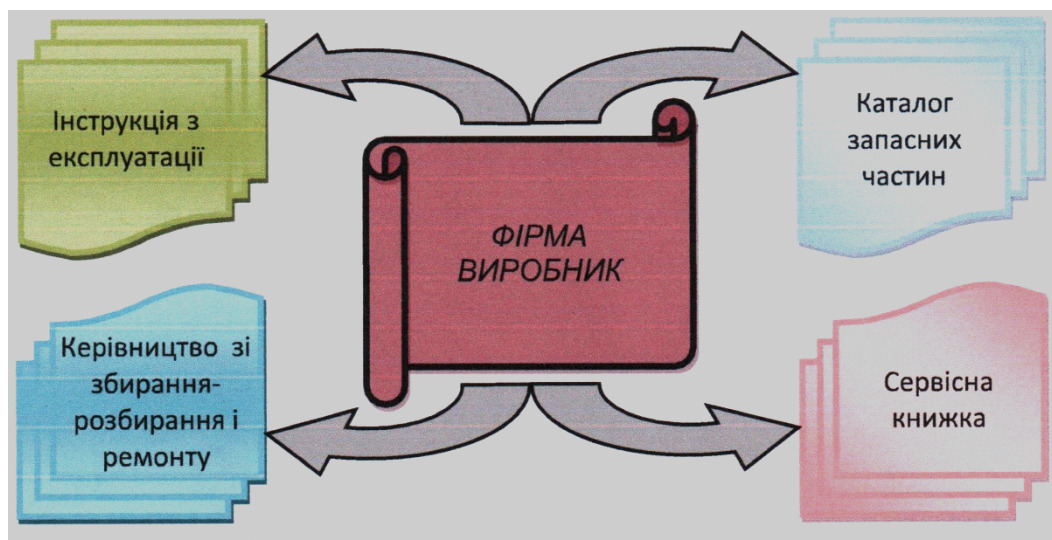 Інструкція з
експлуатації
Каталог
запасних
частин
ФІРМА
ВИРОБНИК
Керівництво зі
збирання-
розбирання і
ремонту
Сервісна
книжка